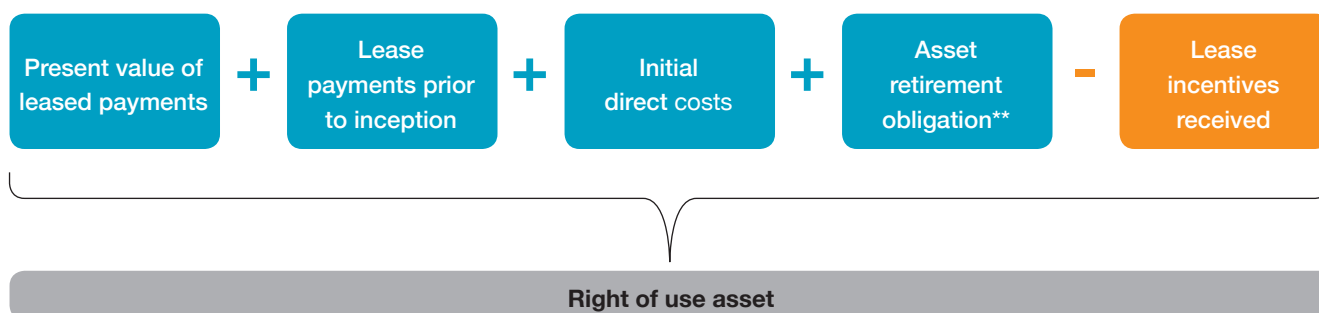 Present value of
leased payments
+
Lease
payments prior
to inception
+
Initial
direct costs
+
Asset
retirement
obligation**
-
Lease
incentives
received
Right of use asset